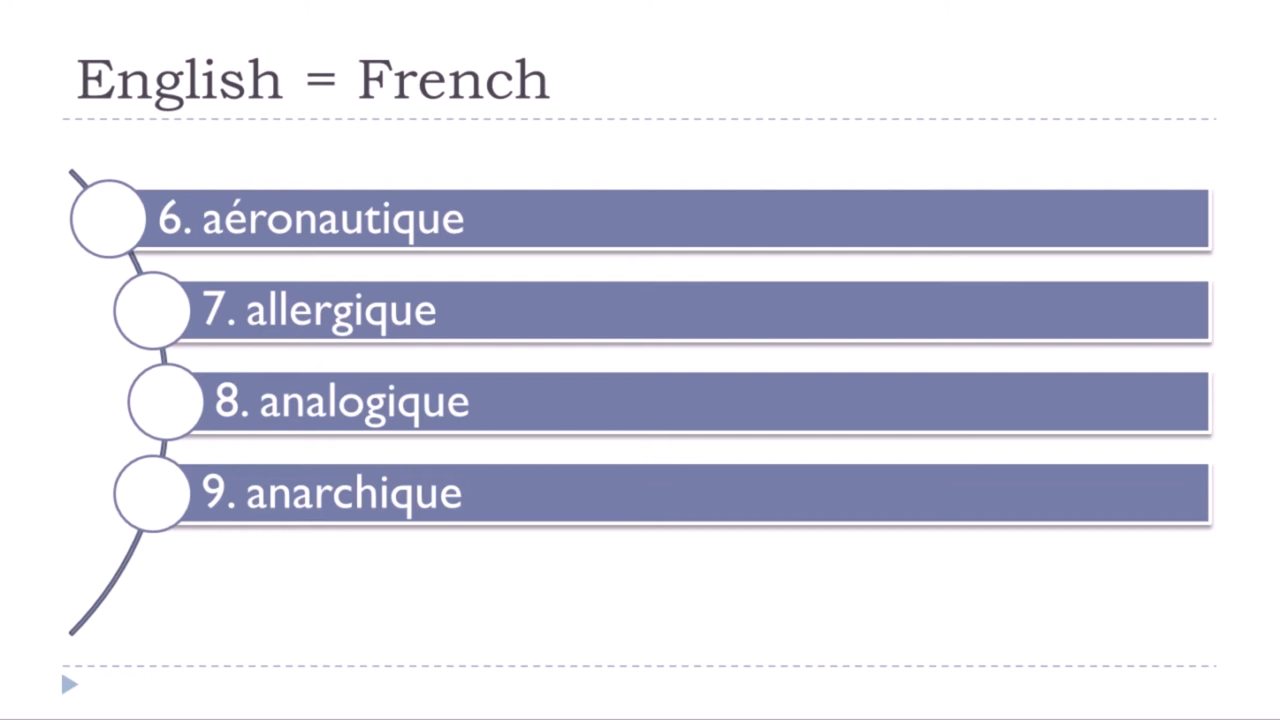 English = French
6. aéronautique
7. allergique
8. analogique
9. anarchique